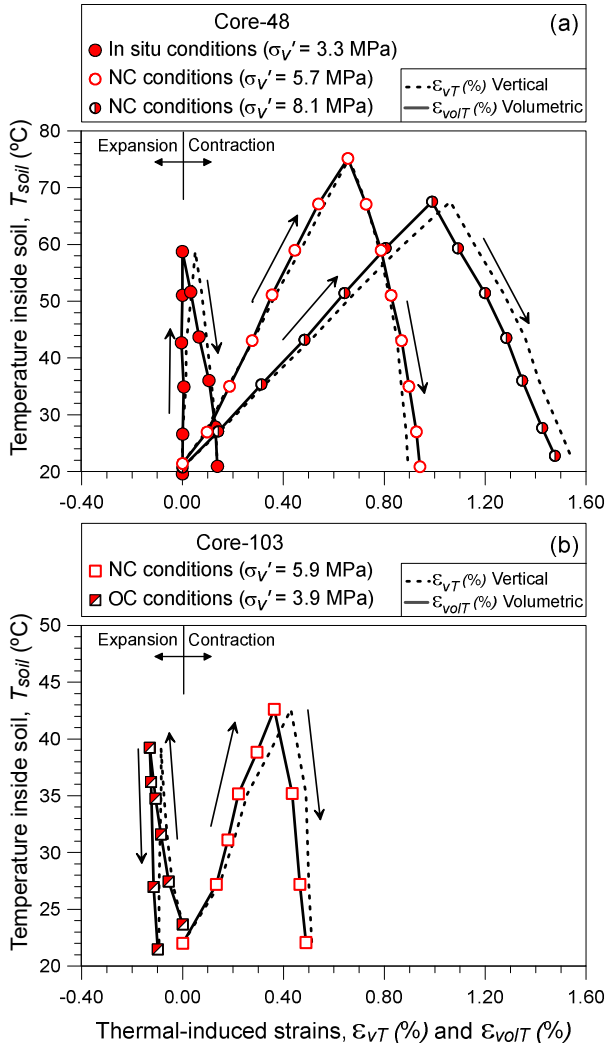 Core-48
(a)
In situ conditions (σv' = 3.3 MPa)
NC conditions (σv' = 5.7 MPa)
NC conditions (σv' = 8.1 MPa)
εvT (%) Vertical
εvolT (%) Volumetric
Temperature inside soil, Tsoil (ºC)
Expansion
Contraction
80
70
60
50
40
30
20
-0.40 0.00 0.40 0.80 1.20 1.60
Core-103
(b)
NC conditions (σv' = 5.9 MPa)
OC conditions (σv' = 3.9 MPa)
εvT (%) Vertical
εvolT (%) Volumetric
Temperature inside soil, Tsoil (ºC)
Expansion
Contraction
50
45
40
35
30
25
20
-0.40 0.00 0.40 0.80 1.20 1.60
Thermal-induced strains, εvT (%) and εvolT (%)